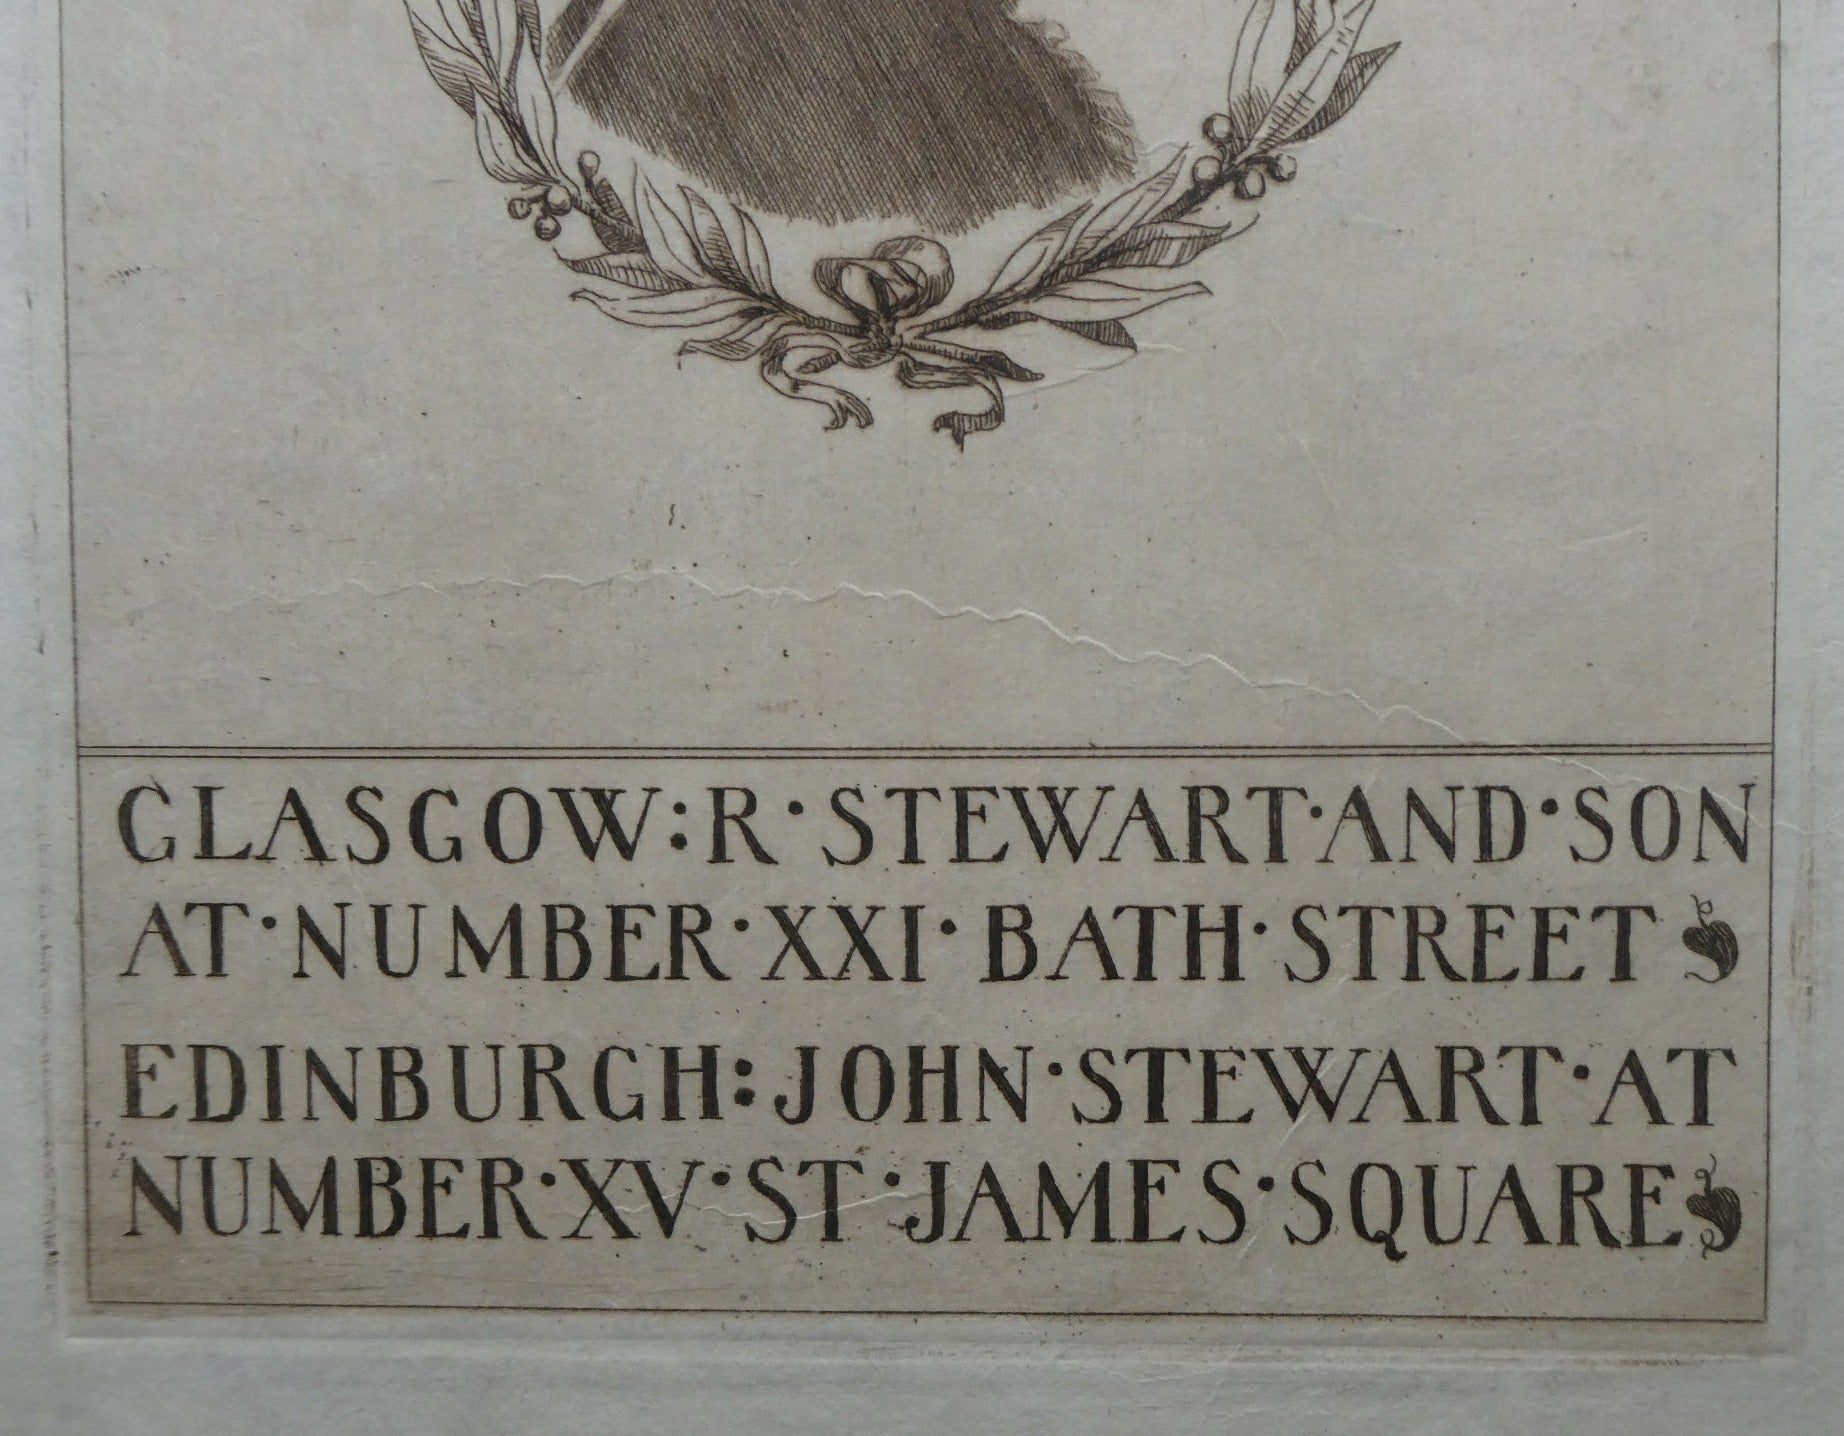 GLASGOW:R·STEWART·AND·SON
AT·NUMBER·XXI·BATH·STREET
EDINBURGH:JOHN·STEWART·AT
NUMBER·XV·ST·JAMES·SQUARE